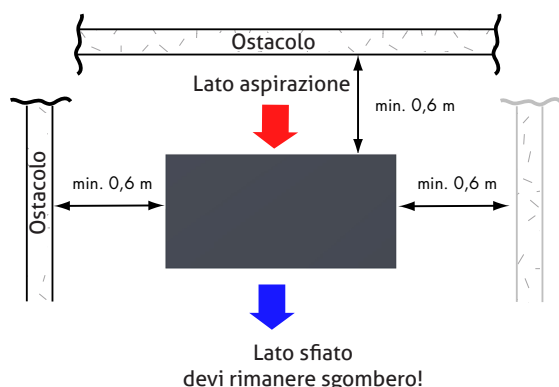 Ostacolo
Lato aspirazione
min. 0,6 m
min. 0,6 m
min. 0,6 m
Ostacolo
Lato sfiato
devi rimanere sgombero!